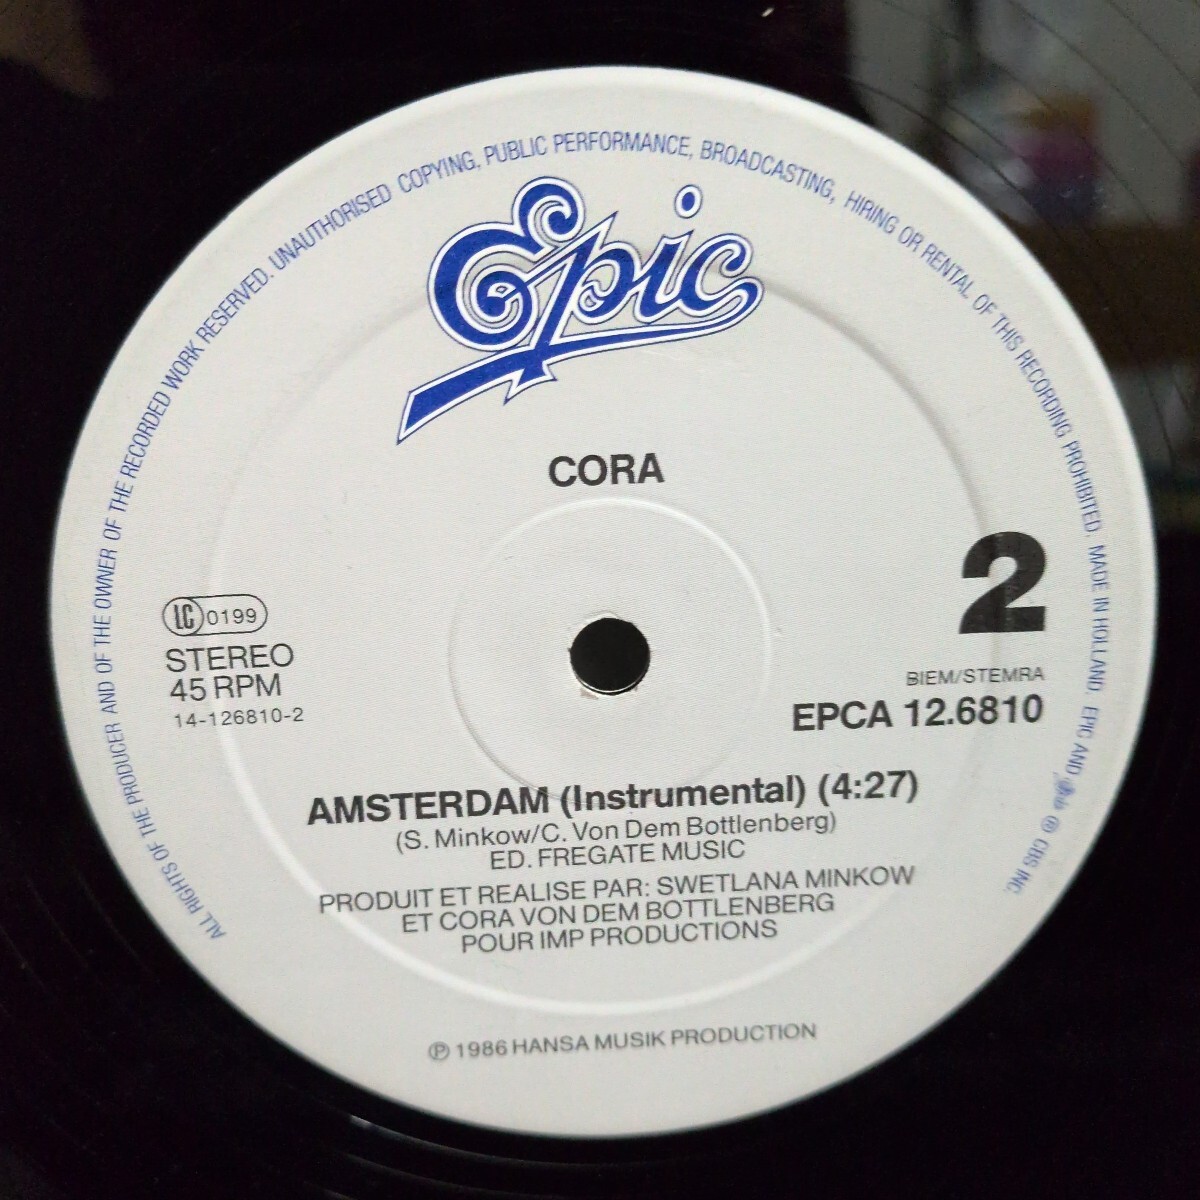 ALL RIGHTS OF THE PRODUCER AND OF THE OWNER OF THE RECORDED WORK RESERVED. UNAUTHORISED COPYING, PUBLIC PERFORMANCE, BROADCASTING, HIRING OR RENTAL OF THIS RECORDING PROHIBITED. MADE IN HOLLAND. EPIC AND ® CBS INC.
Epic
CORA
2
LC 0199
STEREO
45 RPM
14-126810-2
BIEM/STEMRA
EPCA 12.6810
AMSTERDAM (Instrumental) (4:27)
(S. Minkow/C. Von Dem Bottlenberg)
ED. FREGATE MUSIC
PRODUIT ET REALISE PAR: SWETLANA MINKOW
ET CORA VON DEM BOTTLENBERG
POUR IMP PRODUCTIONS
℗ 1986 HANSA MUSIK PRODUCTION